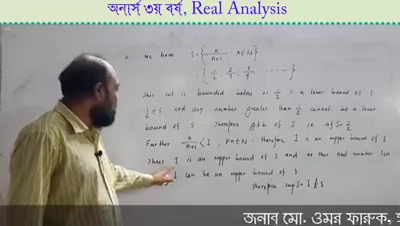 অনার্স ৩য় বর্ষ, Real Analysis
we have S = { n/n+1 : n∈N }
= { 1/2, 2/3, 3/4, ... }
This set is bounded below as 1/2 is a lower bound of S
1/2 ∈ S and any number greater than 1/2 cannot be a lower
bound of S. Therefore g.l.b of S i.e. inf S = 1/2
Further n/n+1 < 1, ∀ n∈N. Therefore 1 is an upper bound of S
Thus 1 is an upper bound of S and no real number less
1 can be an upper bound of S
Therefore sup S = 1 ∉ S
জনাব মো. ওমর ফারুক,